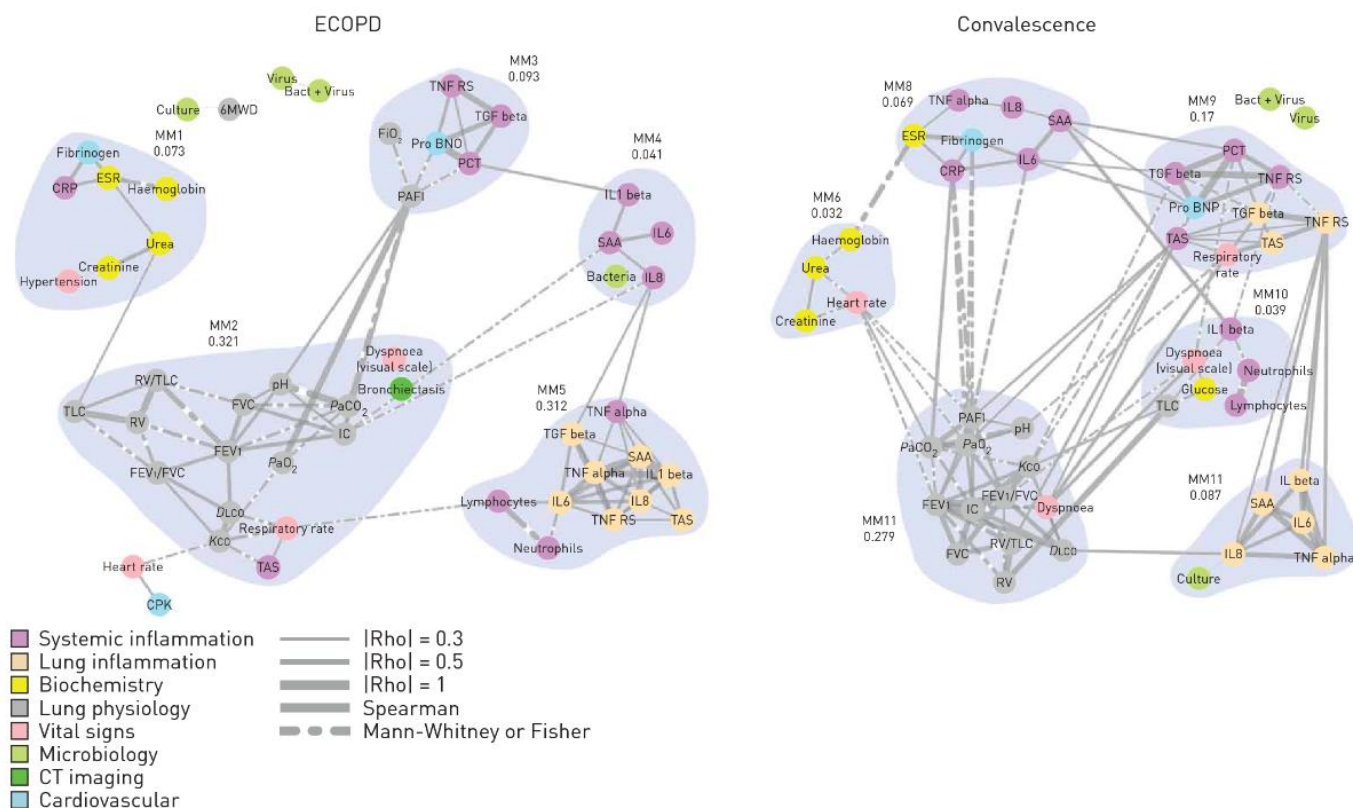 ECOPD
Virus
Bact + Virus
Culture
6MWD
MM1
0.073
Fibrinogen
ESR
CRP
Haemoglobin
Urea
Creatinine
Hypertension
MM3
0.093
TNF RS
TGF beta
FiO2
Pro BNO
PCT
PAFI
MM4
0.041
IL1 beta
SAA
IL6
Bacteria
IL8
MM2
0.321
Dyspnoea
(visual scale)
Bronchiectasis
RV/TLC
pH
TLC
FVC
PaCO2
RV
IC
FEV1
FEV1/FVC
PaO2
DLCO
Respiratory rate
KCO
TAS
Heart rate
CPK
MM5
0.312
TNF alpha
TGF beta
SAA
TNF alpha
IL1 beta
Lymphocytes
IL6
IL8
TNF RS
TAS
Neutrophils
Convalescence
MM8
0.069
TNF alpha
IL8
SAA
ESR
Fibrinogen
CRP
IL6
MM9
0.17
Bact + Virus
Virus
PCT
TGF beta
TNF RS
Pro BNP
TGF beta
TNF RS
TAS
TAS
Respiratory
rate
MM6
0.032
Haemoglobin
Urea
Heart rate
Creatinine
MM10
0.039
IL1 beta
Dyspnoea
(visual scale)
Neutrophils
Glucose
TLC
Lymphocytes
PAFI
pH
PaCO2
PaO2
KCO
FEV1/FVC
FEV1
IC
Dyspnoea
MM11
0.279
RV/TLC
FVC
DLCO
RV
MM11
0.087
IL beta
SAA
IL6
IL8
TNF alpha
Culture
Systemic inflammation
Lung inflammation
Biochemistry
Lung physiology
Vital signs
Microbiology
CT imaging
Cardiovascular
|Rho| = 0.3
|Rho| = 0.5
|Rho| = 1
Spearman
Mann-Whitney or Fisher